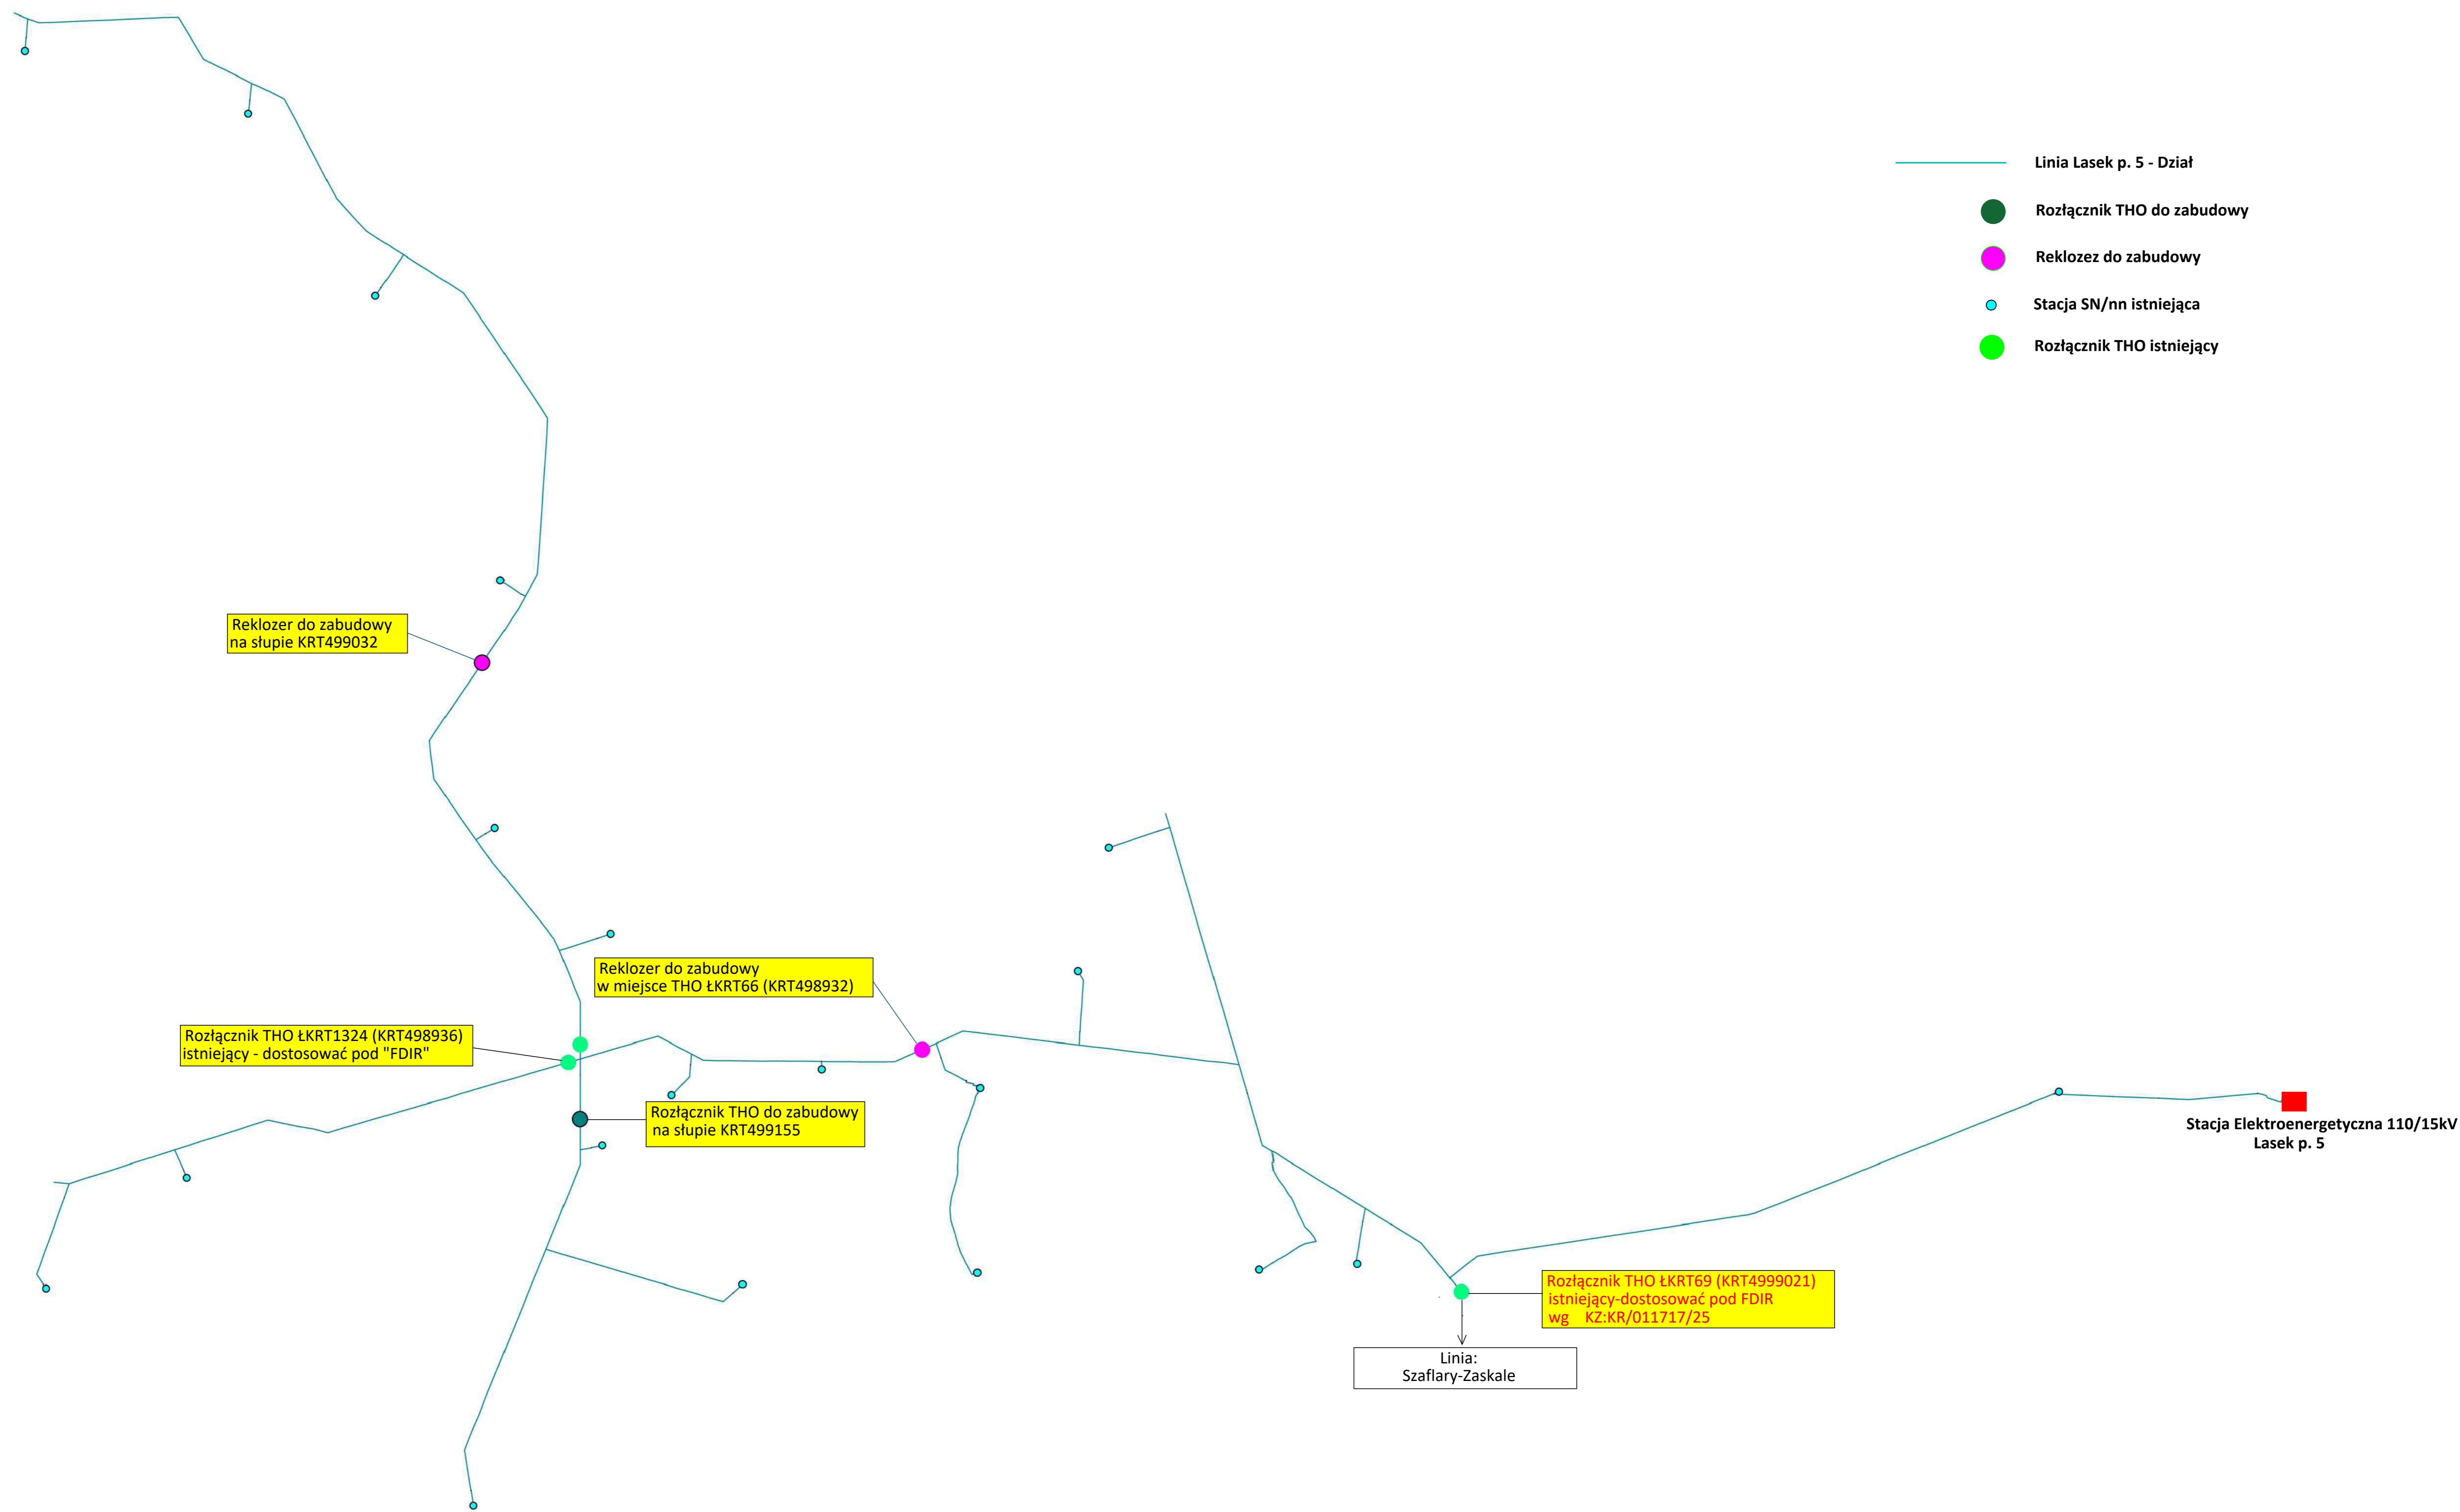 Linia Lasek p. 5 - Dział
Rozłącznik THO do zabudowy
Reklozez do zabudowy
Stacja SN/nn istniejąca
Rozłącznik THO istniejący
Reklozer do zabudowy
na słupie KRT499032
Reklozer do zabudowy
w miejsce THO ŁKRT66 (KRT498932)
Rozłącznik THO ŁKRT1324 (KRT498936)
istniejący - dostosować pod "FDIR"
Rozłącznik THO do zabudowy
na słupie KRT499155
Stacja Elektroenergetyczna 110/15kV
Lasek p. 5
Rozłącznik THO ŁKRT69 (KRT4999021)
istniejący-dostosować pod FDIR
wg KZ:KR/011717/25
Linia:
Szaflary-Zaskale